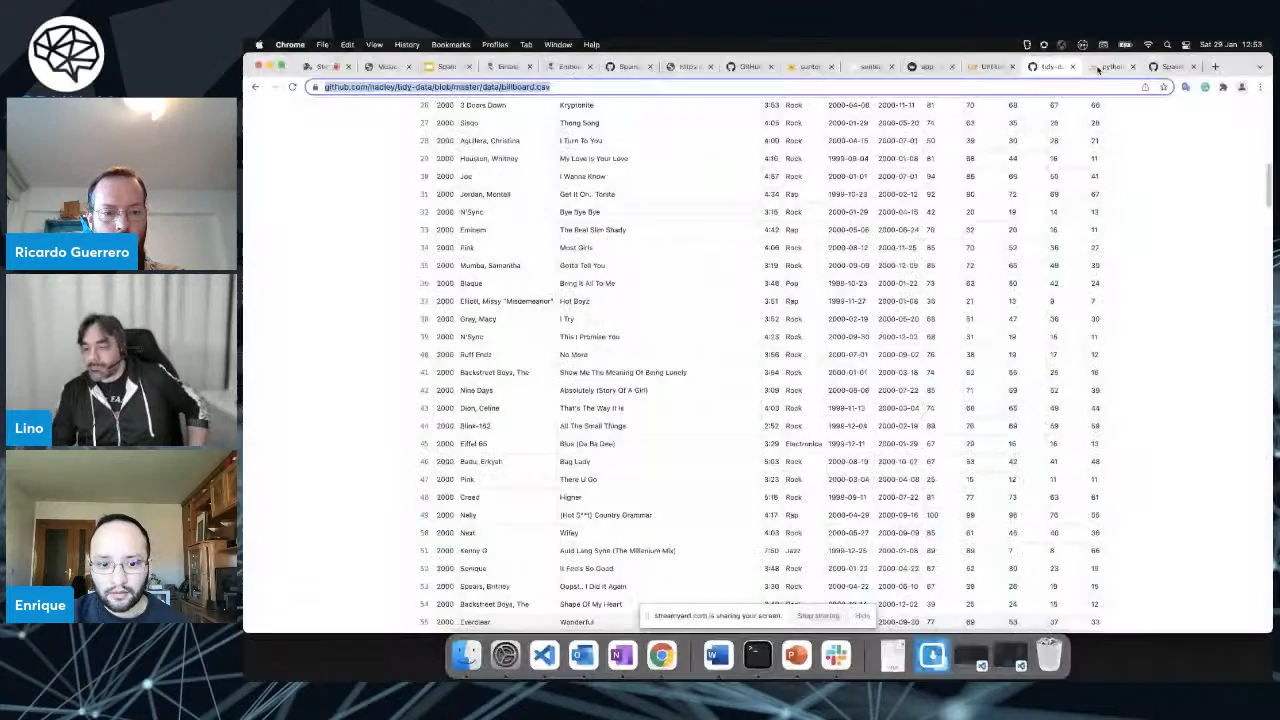 Chrome File Edit View History Bookmarks Profiles Tab Window Help Sat 29 Jan 12:53
github.com/hadley/tidy-data/blob/master/data/billboard.csv
26 2000 3 Doors Down Kryptonite 3:53 Rock 2000-04-08 2000-11-11 81 70 68 67 66
27 2000 Sisqo Thong Song 4:05 Rock 2000-01-29 2000-05-20 74 63 35 26 28
28 2000 Aguilera, Christina I Turn To You 4:00 Rock 2000-04-15 2000-07-01 50 39 30 28 21
29 2000 Houston, Whitney My Love Is Your Love 4:16 Rock 1999-09-04 2000-01-08 81 68 44 16 11
30 2000 Joe I Wanna Know 4:57 Rock 2000-01-01 2000-07-01 94 86 69 50 41
31 2000 Jordan, Montell Get It On.. Tonite 4:34 Rap 1999-10-23 2000-02-12 92 80 72 69 67
32 2000 N'Sync Bye Bye Bye 3:15 Rock 2000-01-29 2000-04-15 42 20 19 14 13
33 2000 Eminem The Real Slim Shady 4:42 Rap 2000-05-06 70 32 20 16 11
34 2000 Pink Most Girls 4:06 Rock 2000-08-12 2000-11-25 85 70 52 36 27
35 2000 Mumba, Samantha Gotta Tell You 3:19 Rock 2000-09-09 2000-12-09 72 65 49 39
36 2000 Blaque Bring It All To Me 3:46 Pop 1999-10-23 2000-01-22 73 63 50 42 24
37 2000 Elliott, Missy "Misdemeanor" Hot Boyz 3:51 Rap 1999-11-27 2000-01-08 36 21 13 9 7
38 2000 Gray, Macy I Try 3:52 Rock 2000-02-19 2000-05-20 51 47 36 30
39 2000 N'Sync This I Promise You 4:23 Rock 2000-09-30 2000-12-02 68 31 19 15 11
40 2000 Ruff Endz No More 3:56 Rock 2000-07-01 2000-09-02 76 38 19 17 12
41 2000 Backstreet Boys, The Show Me The Meaning Of Being Lonely 3:54 Rock 2000-01-01 2000-03-18 74 62 55 25 16
42 2000 Nine Days Absolutely (Story Of A Girl) 3:09 Rock 2000-05-06 2000-07-22 85 71 59 52 39
43 2000 Dion, Celine That's The Way It Is 4:03 Rock 1999-11-13 2000-03-04 74 68 65 49 44
44 2000 Blink-182 All The Small Things 2:52 Rock 1999-12-04 2000-02-19 89 76 69 59 59
45 2000 Eiffel 65 Blue (Da Ba Dee) 3:29 Electronica 1999-12-11 2000-01-29 67 29 16 16 13
46 2000 Badu, Erkyah Bag Lady 5:03 Rock 2000-08-19 2000-10-07 67 53 42 41 48
47 2000 Pink There U Go 3:23 Rock 2000-03-04 2000-04-08 25 15 12 11 11
48 2000 Creed Higher 5:16 Rock 1999-09-11 2000-07-22 81 77 73 63 61
49 2000 Nelly (Hot S**t) Country Grammar 4:17 Rap 2000-04-29 2000-09-16 100 99 96 76 55
50 2000 Next Wifey 4:03 Rock 2000-05-27 2000-09-09 85 61 46 40 36
51 2000 Kenny G Auld Lang Syne (The Millenium Mix) 7:50 Jazz 1999-12-25 2000-01-08 89 89 7 8 66
52 2000 Sonique It Feels So Good 3:48 Rock 2000-01-22 67 52 30 23 18
53 2000 Spears, Britney Oops!.. I Did It Again 3:30 Rock 2000-04-22 67 38 26 19 15
54 2000 Backstreet Boys, The Shape Of My Heart 2000-12-02 39 25 24 15 12
55 2000 Everclear Wonderful 2000-09-30 77 69 53 37 33
streamyard.com is sharing your screen. Stop sharing Hide
Ricardo Guerrero
Lino
Enrique